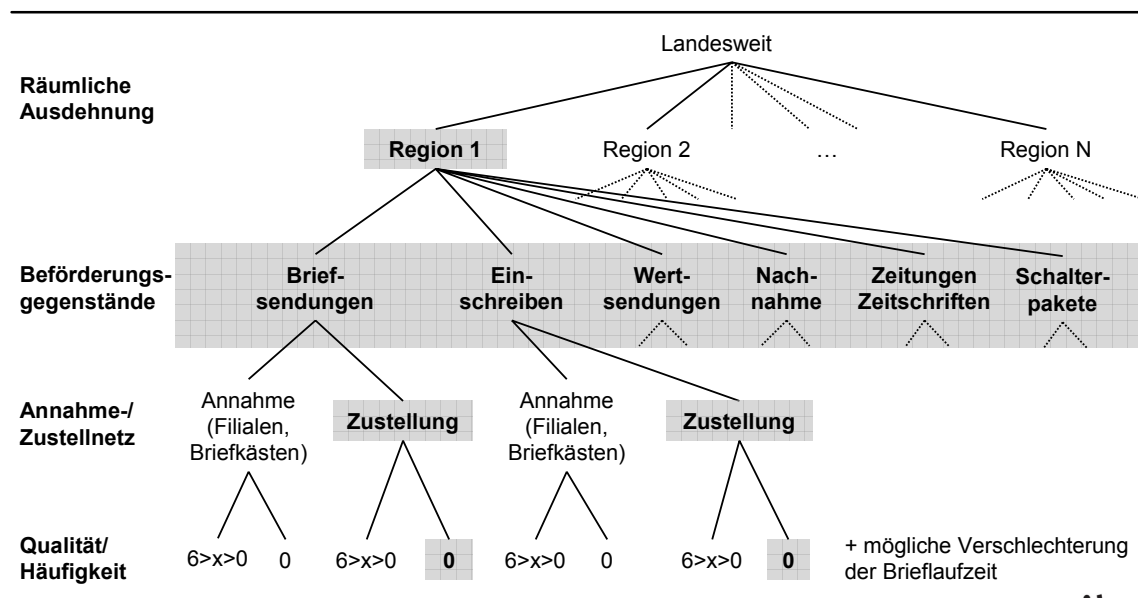 Landesweit
Räumliche
Ausdehnung
Region 1
Region 2
…
Region N
Beförderungs-
gegenstände
Brief-
sendungen
Ein-
schreiben
Wert-
sendungen
Nach-
nahme
Zeitungen
Zeitschriften
Schalter-
pakete
Annahme-/
Zustellnetz
Annahme
(Filialen,
Briefkästen)
Zustellung
Annahme
(Filialen,
Briefkästen)
Zustellung
Qualität/
Häufigkeit
6>x>0
0
6>x>0
0
6>x>0
0
6>x>0
0
+ mögliche Verschlechterung
der Brieflaufzeit